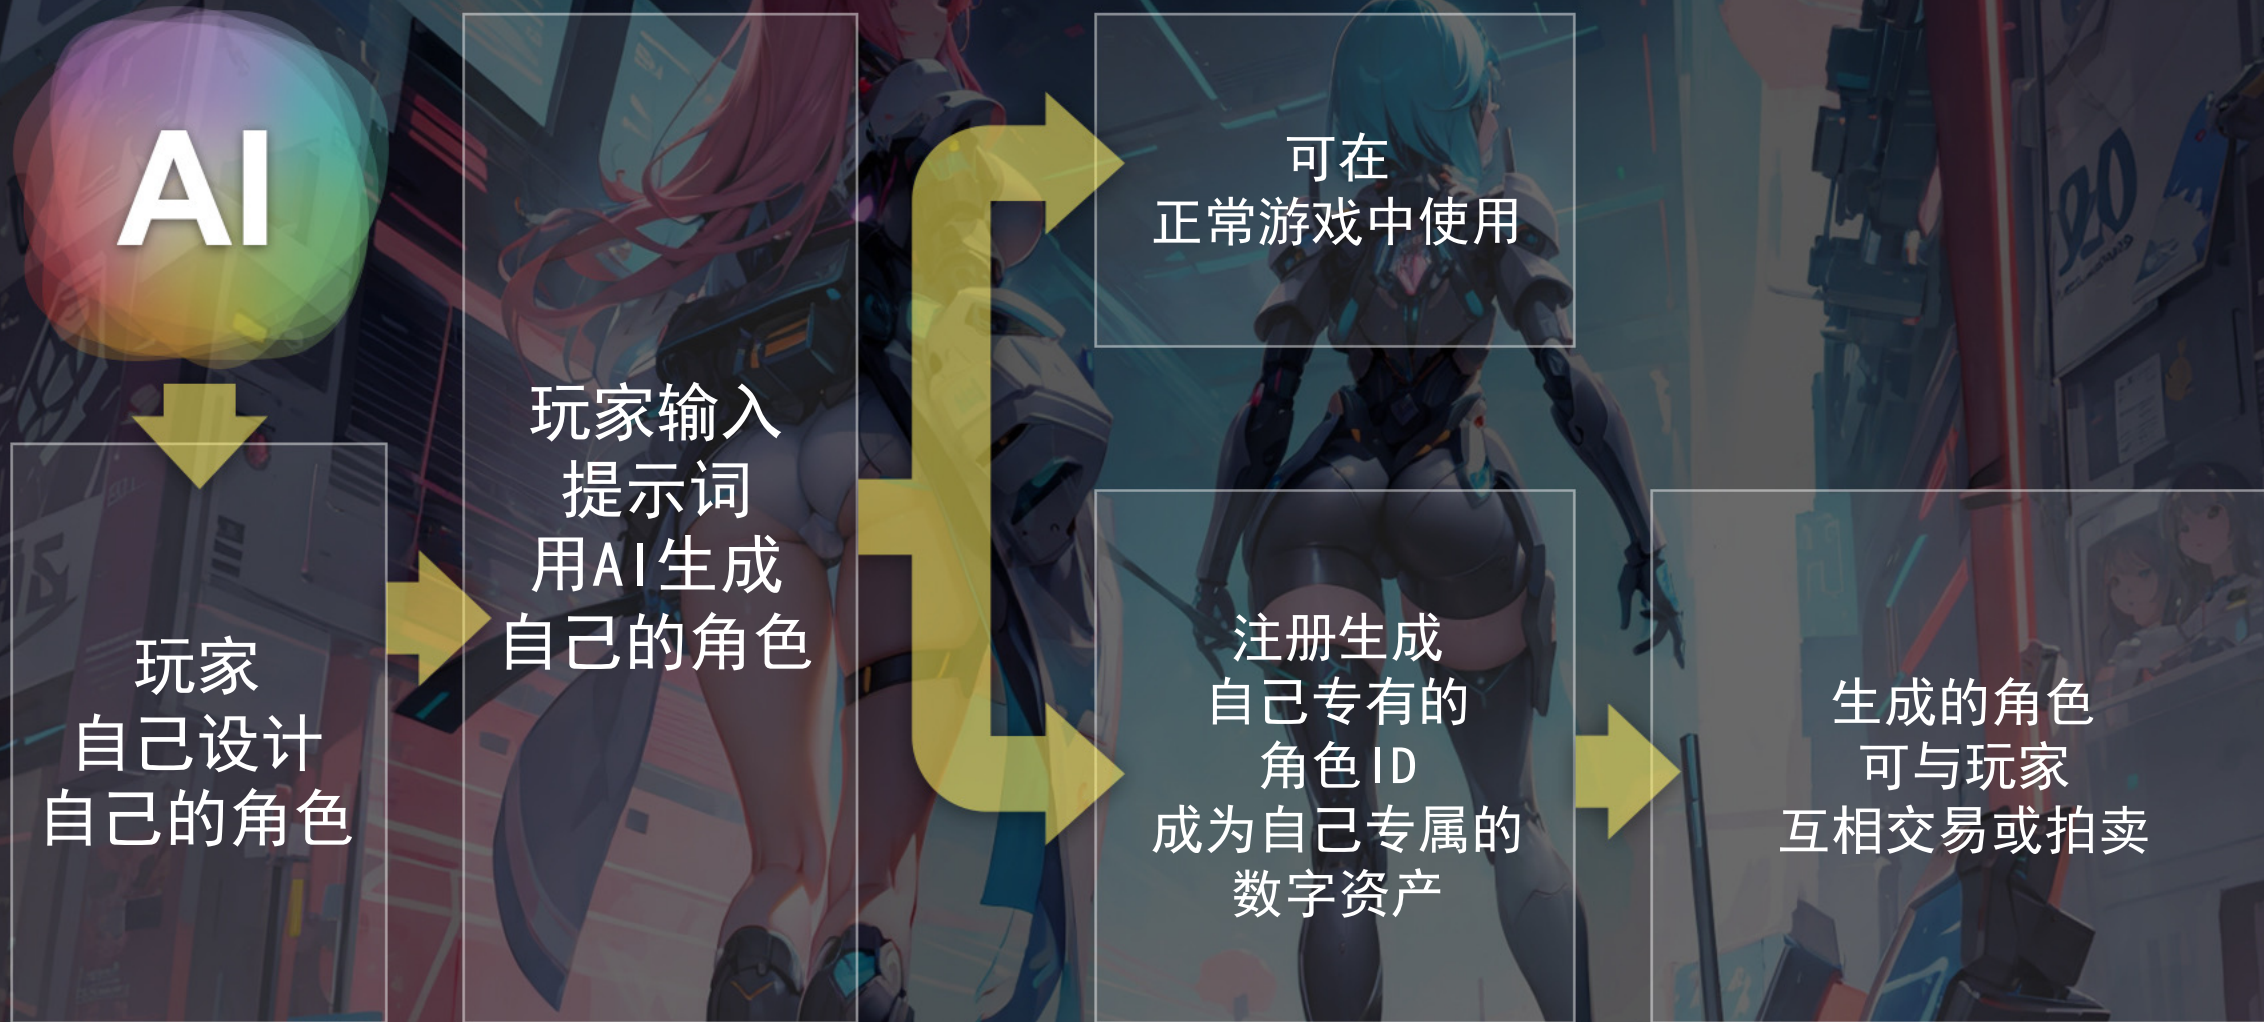 AI
玩家
自己设计
自己的角色
玩家输入
提示词
用AI生成
自己的角色
可在
正常游戏中使用
注册生成
自己专有的
角色ID
成为自己专属的
数字资产
生成的角色
可与玩家
互相交易或拍卖